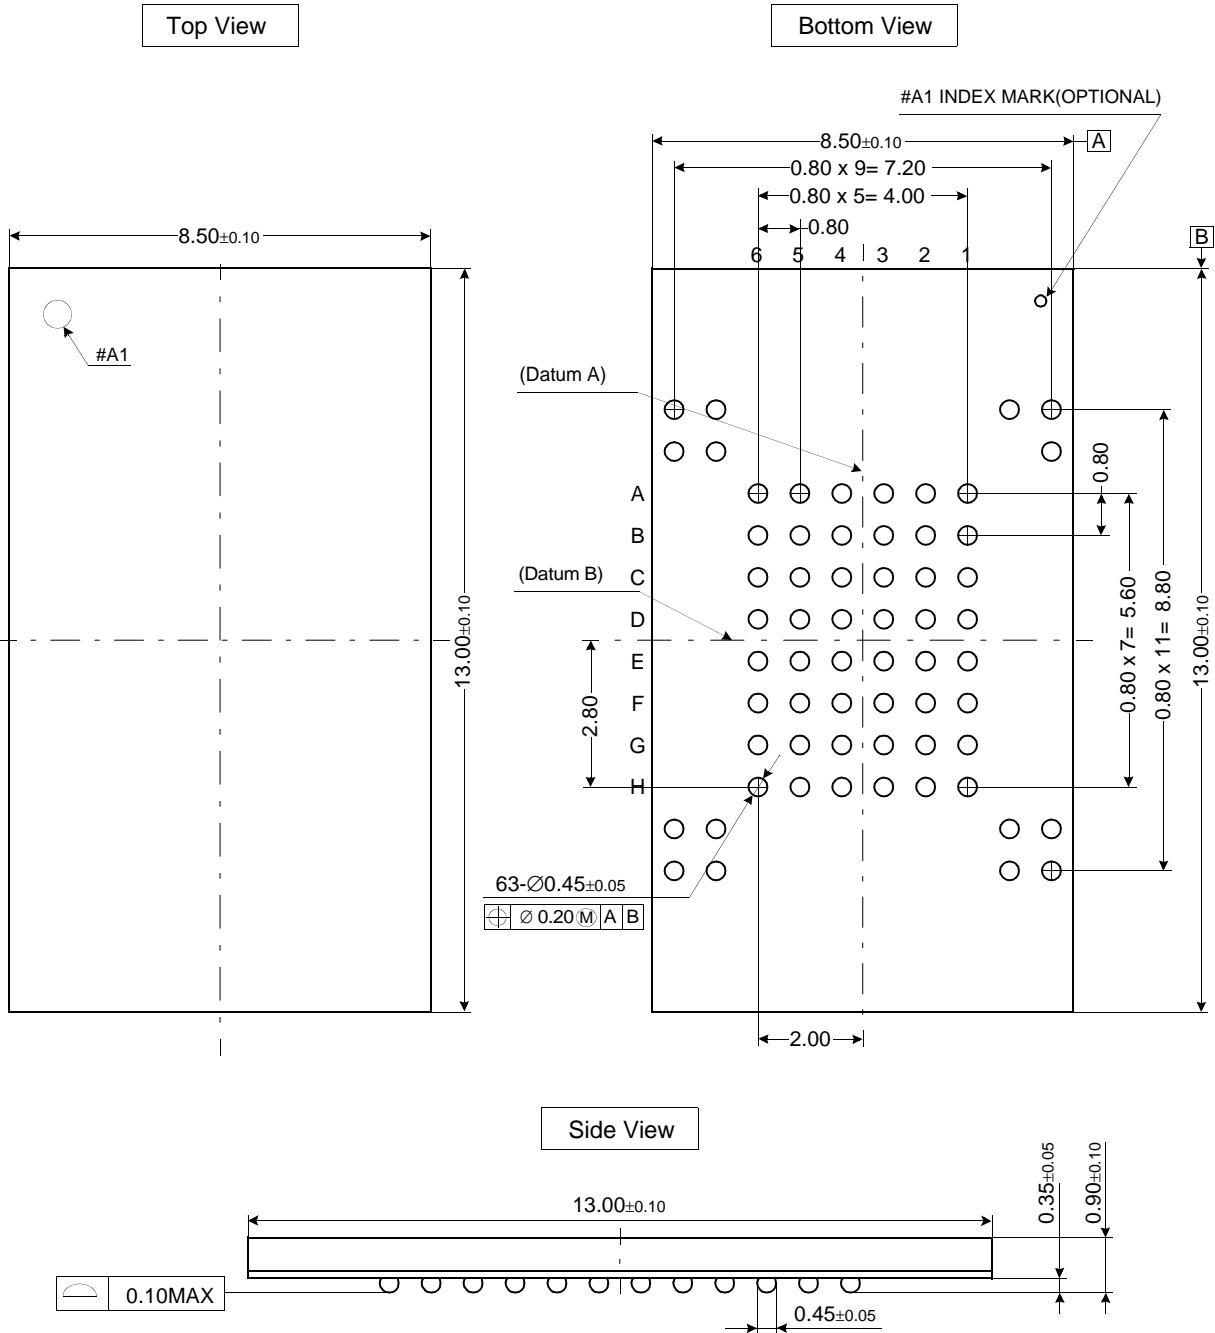 Top View
Bottom View
#A1 INDEX MARK(OPTIONAL)
8.50±0.10
A
0.80 x 9= 7.20
0.80 x 5= 4.00
0.80
8.50±0.10
B
6 5 4 3 2 1
#A1
(Datum A)
0.80
A
B
(Datum B)
C
D
E
F
G
H
13.00±0.10
2.80
0.80 x 7= 5.60
0.80 x 11= 8.80
13.00±0.10
63-Ø0.45±0.05
Ø 0.20 Ⓜ A B
2.00
Side View
13.00±0.10
0.35±0.05
0.90±0.10
0.10MAX
0.45±0.05